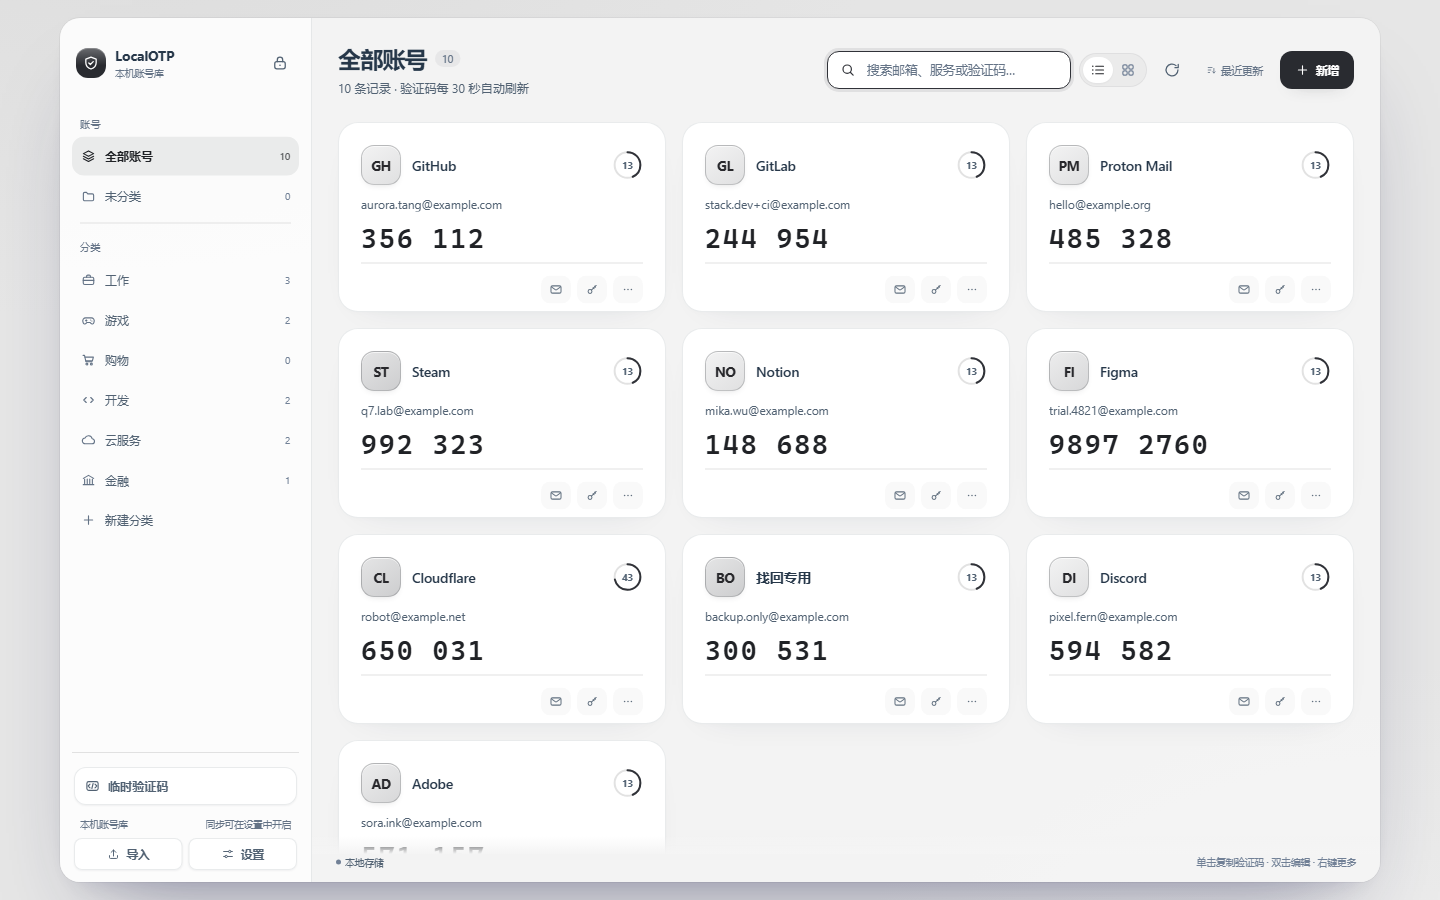 LocalOTP
本机账号库
账号
全部账号 10
未分类 0
分类
工作 3
游戏 2
购物 0
开发 2
云服务 2
金融 1
新建分类
临时验证码
本机账号库 同步可在设置中开启
导入 设置
全部账号 10
10 条记录 · 验证码每 30 秒自动刷新
搜索邮箱、服务或验证码...
最近更新
新增
GH GitHub 13
aurora.tang@example.com
356 112
GL GitLab 13
stack.dev+ci@example.com
244 954
PM Proton Mail 13
hello@example.org
485 328
ST Steam 13
q7.lab@example.com
992 323
NO Notion 13
mika.wu@example.com
148 688
FI Figma 13
trial.4821@example.com
9897 2760
CL Cloudflare 43
robot@example.net
650 031
BO 找回专用 13
backup.only@example.com
300 531
DI Discord 13
pixel.fern@example.com
594 582
AD Adobe 13
sora.ink@example.com
本地存储
单击复制验证码 · 双击编辑 · 右键更多